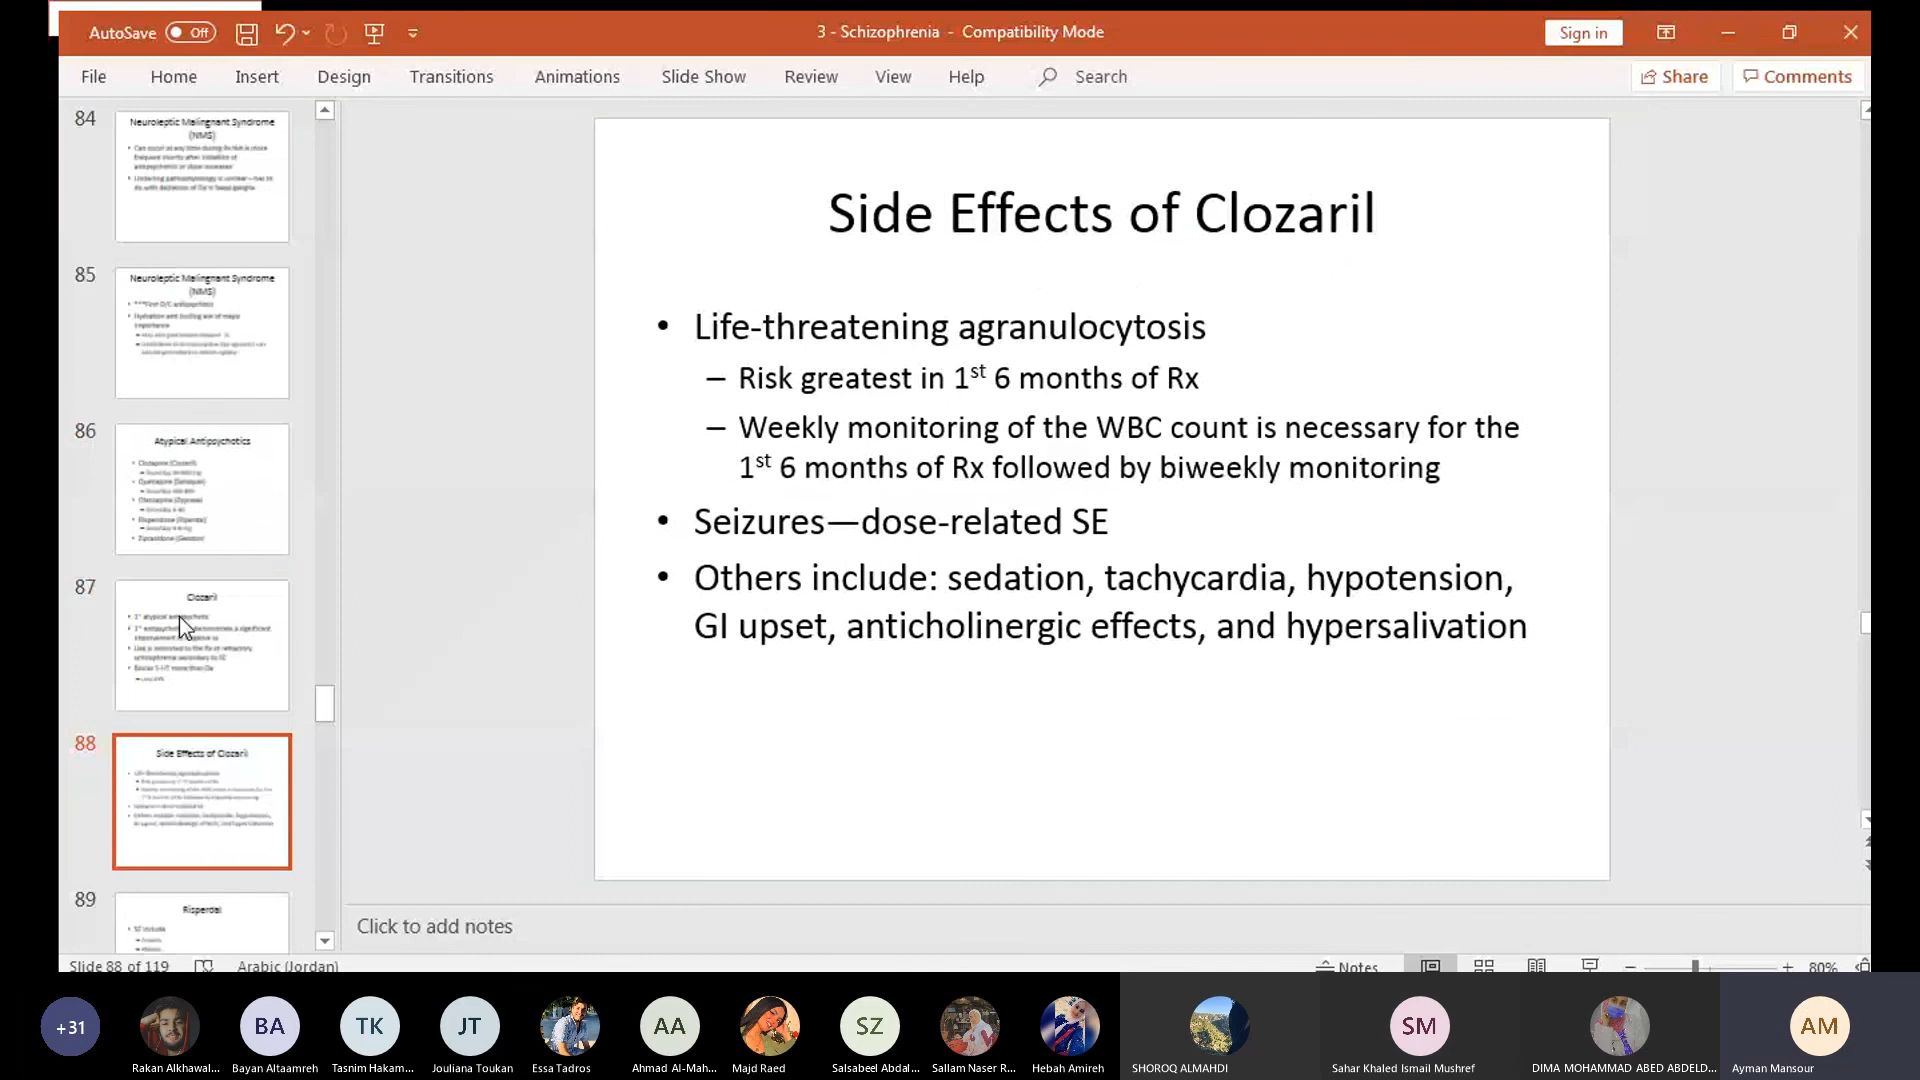 AutoSave Off
3 - Schizophrenia - Compatibility Mode
Sign in
File Home Insert Design Transitions Animations Slide Show Review View Help Search Share Comments
84
Neuroleptic Malingnant Syndrome
(NMS)
85
Neuroleptic Malingnant Syndrome
(NMS)
86
Atypical Antipsychotics
87
Clozaril
88
Side Effects of Clozaril
89
Risperdal
Side Effects of Clozaril
• Life-threatening agranulocytosis
– Risk greatest in 1st 6 months of Rx
– Weekly monitoring of the WBC count is necessary for the
1st 6 months of Rx followed by biweekly monitoring
• Seizures—dose-related SE
• Others include: sedation, tachycardia, hypotension,
GI upset, anticholinergic effects, and hypersalivation
Click to add notes
Slide 88 of 119 Arabic (Jordan) Notes 80%
+31 BA TK JT AA SZ SM AM
Rakan Alkhawal... Bayan Altaamreh Tasnim Hakam... Jouliana Toukan Essa Tadros Ahmad Al-Mah... Majd Raed Salsabeel Abdal... Sallam Naser R... Hebah Amireh SHOROQ ALMAHDI Sahar Khaled Ismail Mushref DIMA MOHAMMAD ABED ABDELD... Ayman Mansour